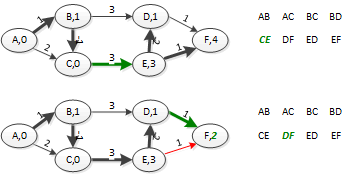 B,1 3 D,1 AB AC BC BD
1 1
A,0 -1 -2 F,4 CE DF ED EF
2 1
C,0 3 E,3
B,1 3 D,1 AB AC BC BD
1 1
A,0 -1 -2 F,2 CE DF ED EF
2 1
C,0 3 E,3